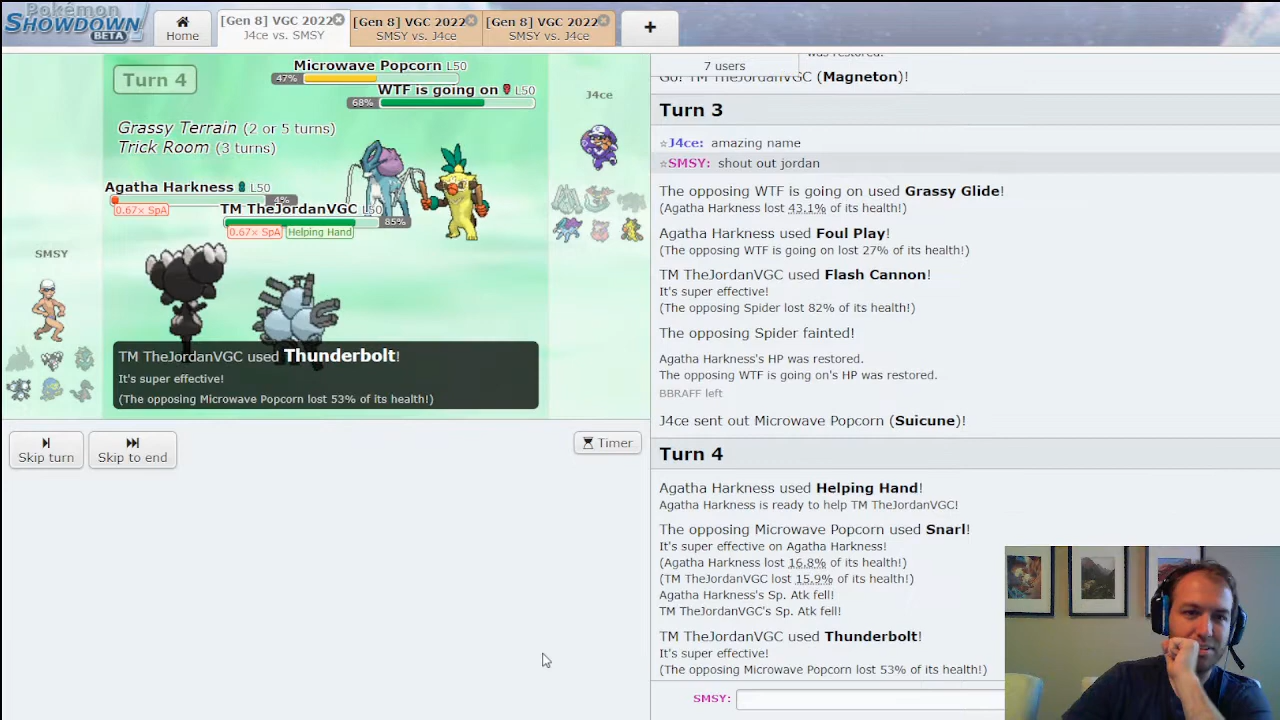 Pokémon
SHOWDOWN
BETA
Home
[Gen 8] VGC 2022
J4ce vs. SMSY
[Gen 8] VGC 2022
SMSY vs. J4ce
[Gen 8] VGC 2022
SMSY vs. J4ce
+
Turn 4
Microwave Popcorn L50
47%
WTF is going on L50
68%
J4ce
Grassy Terrain (2 or 5 turns)
Trick Room (3 turns)
Agatha Harkness L50
4%
0.67× SpA
TM TheJordanVGC L50
85%
0.67× SpA Helping Hand
SMSY
TM TheJordanVGC used Thunderbolt!
It's super effective!
(The opposing Microwave Popcorn lost 53% of its health!)
Skip turn
Skip to end
Timer
7 users
was restored.
Go! TM TheJordanVGC (Magneton)!
Turn 3
☆J4ce: amazing name
☆SMSY: shout out jordan
The opposing WTF is going on used Grassy Glide!
(Agatha Harkness lost 43.1% of its health!)
Agatha Harkness used Foul Play!
(The opposing WTF is going on lost 27% of its health!)
TM TheJordanVGC used Flash Cannon!
It's super effective!
(The opposing Spider lost 82% of its health!)
The opposing Spider fainted!
Agatha Harkness's HP was restored.
The opposing WTF is going on's HP was restored.
BBRAFF left
J4ce sent out Microwave Popcorn (Suicune)!
Turn 4
Agatha Harkness used Helping Hand!
Agatha Harkness is ready to help TM TheJordanVGC!
The opposing Microwave Popcorn used Snarl!
It's super effective on Agatha Harkness!
(Agatha Harkness lost 16.8% of its health!)
(TM TheJordanVGC lost 15.9% of its health!)
Agatha Harkness's Sp. Atk fell!
TM TheJordanVGC's Sp. Atk fell!
TM TheJordanVGC used Thunderbolt!
It's super effective!
(The opposing Microwave Popcorn lost 53% of its health!)
SMSY: